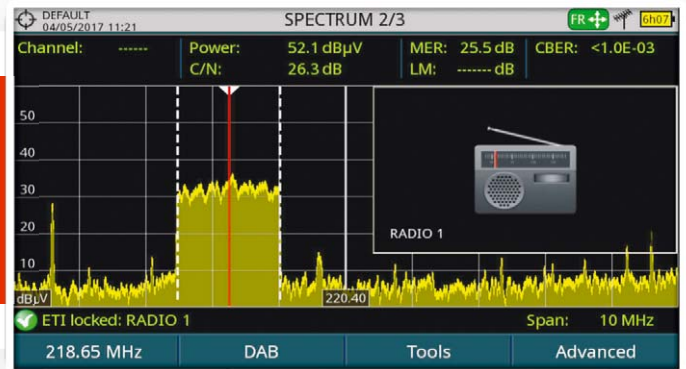 DEFAULT
04/05/2017 11:21
SPECTRUM 2/3
FR
6h07
Channel: ------
Power: 52.1 dBµV
MER: 25.5 dB
CBER: <1.0E-03
C/N: 26.3 dB
LM: ------- dB
50
40
30
20
10
dBµV
220.40
RADIO 1
ETI locked: RADIO 1
Span: 10 MHz
218.65 MHz
DAB
Tools
Advanced